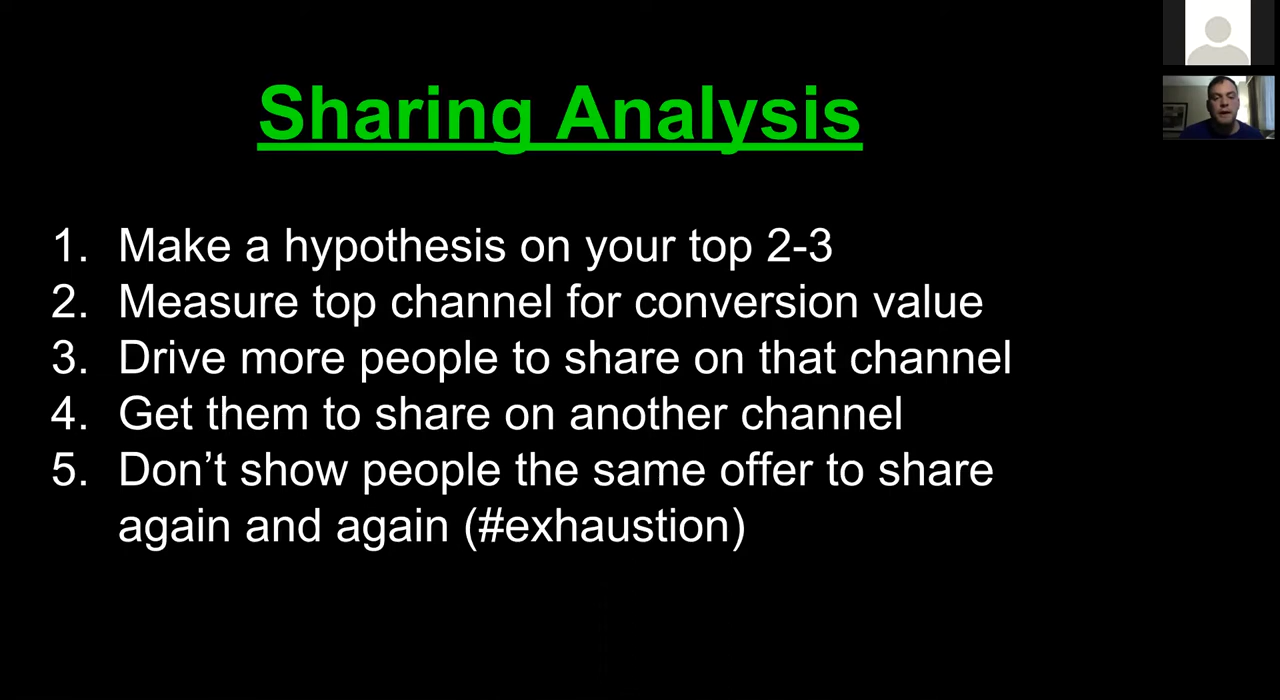 Sharing Analysis
1. Make a hypothesis on your top 2-3
2. Measure top channel for conversion value
3. Drive more people to share on that channel
4. Get them to share on another channel
5. Don’t show people the same offer to share
again and again (#exhaustion)